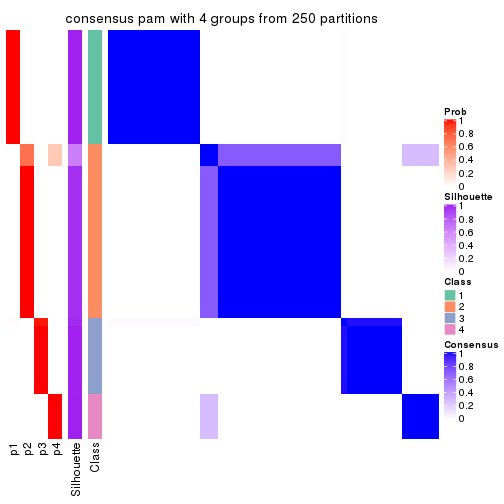 consensus pam with 4 groups from 250 partitions
Prob
1
0.8
0.6
0.4
0.2
0
Silhouette
1
0.8
0.6
0.4
0.2
0
Class
1
2
3
4
Consensus
1
0.8
0.6
0.4
0.2
0
p1
p2
p3
p4
Silhouette
Class